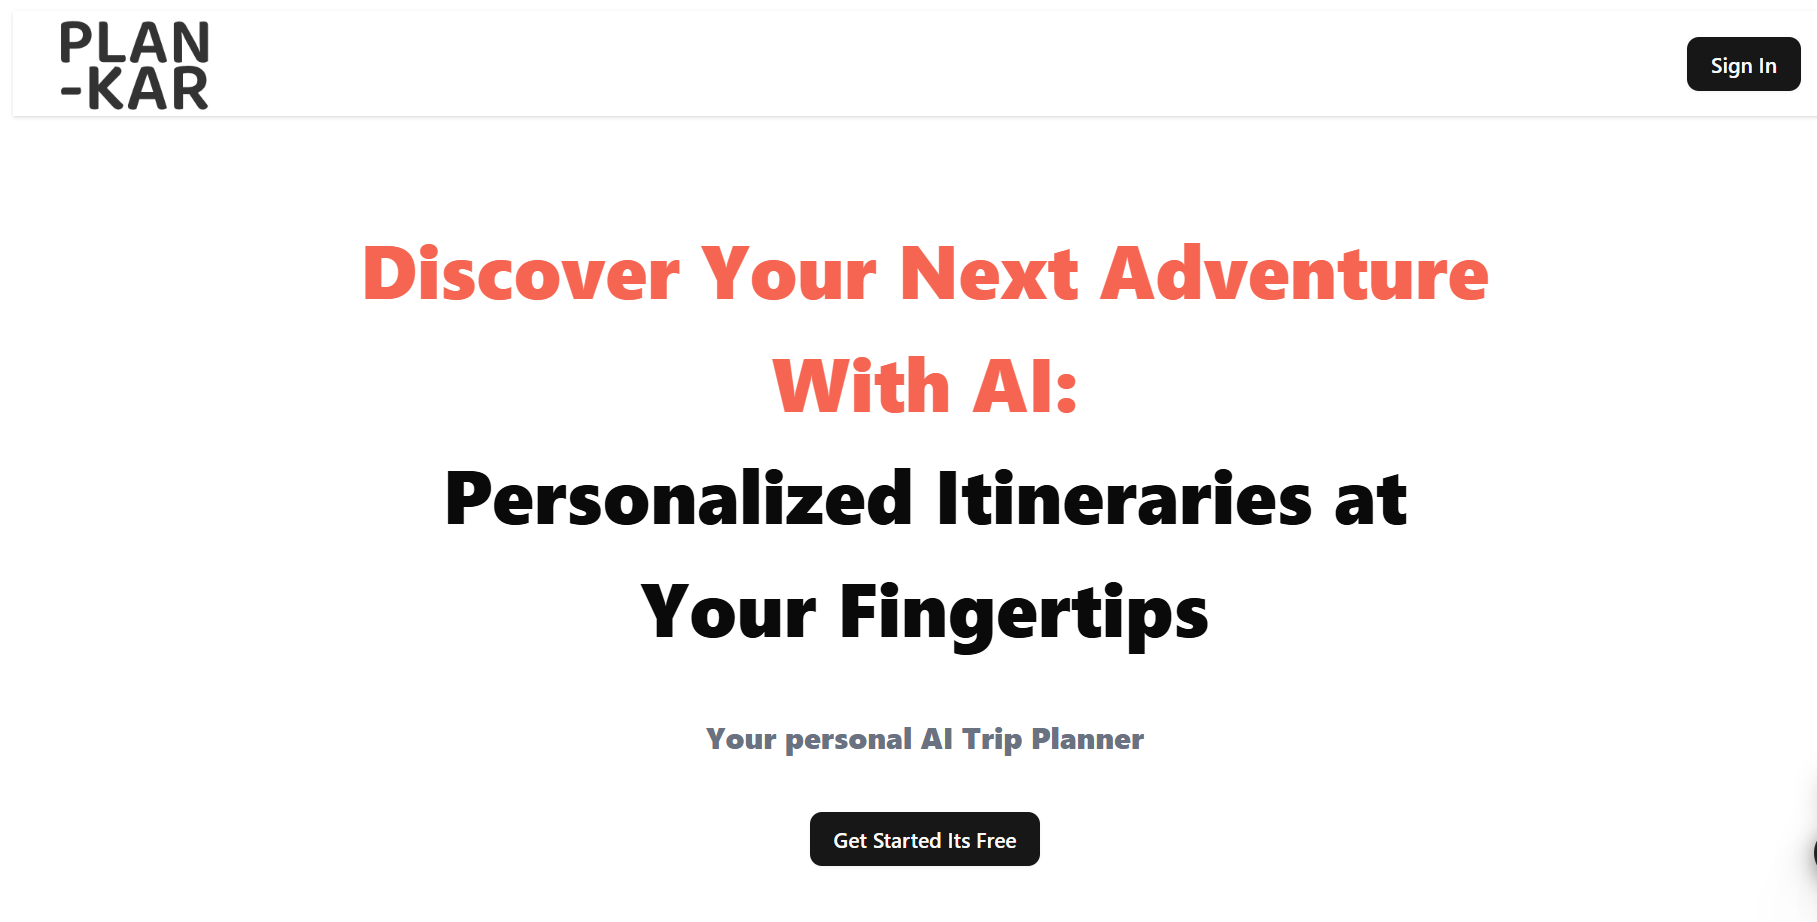 PLAN
-KAR
Sign In
Discover Your Next Adventure
With AI:
Personalized Itineraries at
Your Fingertips
Your personal AI Trip Planner
Get Started Its Free